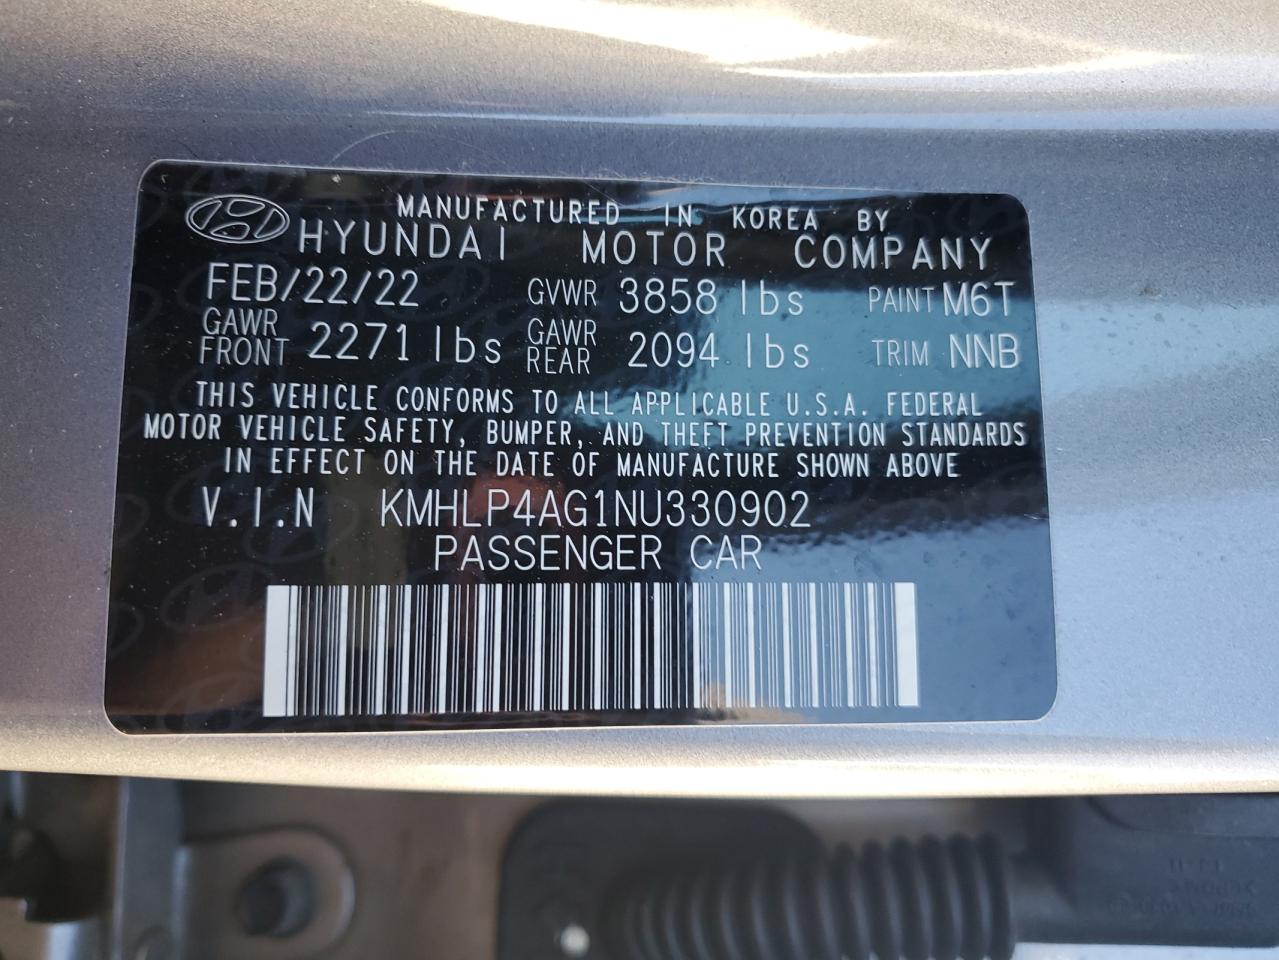 MANUFACTURED IN KOREA BY
HYUNDAI MOTOR COMPANY
FEB/22/22 GVWR 3858 lbs PAINT M6T
GAWR FRONT 2271 lbs GAWR REAR 2094 lbs TRIM NNB
THIS VEHICLE CONFORMS TO ALL APPLICABLE U.S.A. FEDERAL
MOTOR VEHICLE SAFETY, BUMPER, AND THEFT PREVENTION STANDARDS
IN EFFECT ON THE DATE OF MANUFACTURE SHOWN ABOVE
V.I.N KMHLP4AG1NU330902
PASSENGER CAR